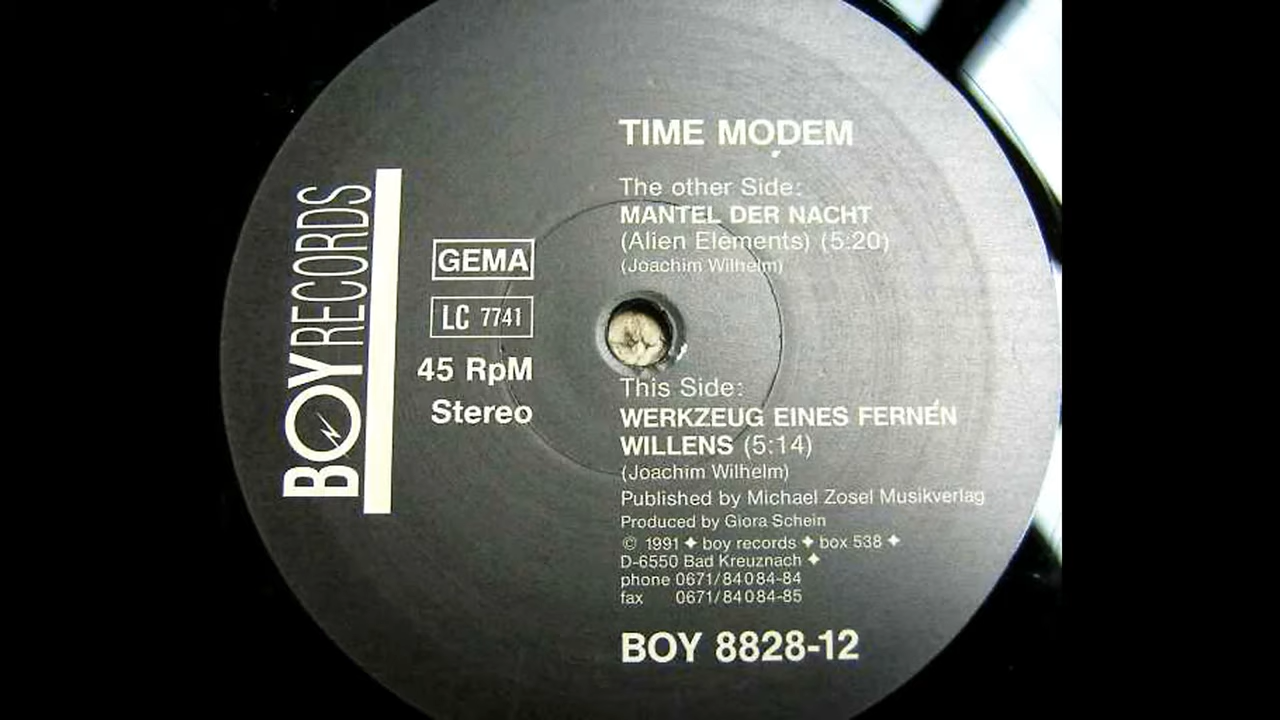 BOY RECORDS
GEMA
LC 7741
45 RpM
Stereo
TIME MODEM
The other Side:
MANTEL DER NACHT
(Alien Elements) (5:20)
(Joachim Wilhelm)
This Side:
WERKZEUG EINES FERNEN
WILLENS (5:14)
(Joachim Wilhelm)
Published by Michael Zosel Musikverlag
Produced by Giora Schein
© 1991 ✦ boy records ✦ box 538 ✦
D-6550 Bad Kreuznach ✦
phone 0671/84084-84
fax 0671/84084-85
BOY 8828-12